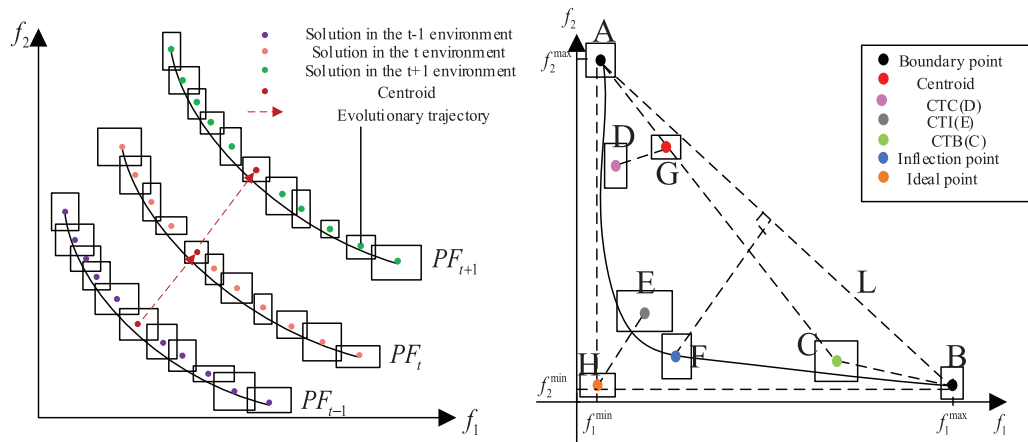 f₂
Solution in the t-1 environment
Solution in the t environment
Solution in the t+1 environment
Centroid
Evolutionary trajectory
PFₜ₊₁
PFₜ
PFₜ₋₁
f₁
f₂
A
f₂ᵐᵃˣ
Boundary point
Centroid
CTC(D)
CTI(E)
CTB(C)
Inflection point
Ideal point
D
G
E
L
H
F
C
B
f₂ᵐⁱⁿ
f₁ᵐⁱⁿ
f₁ᵐᵃˣ
f₁